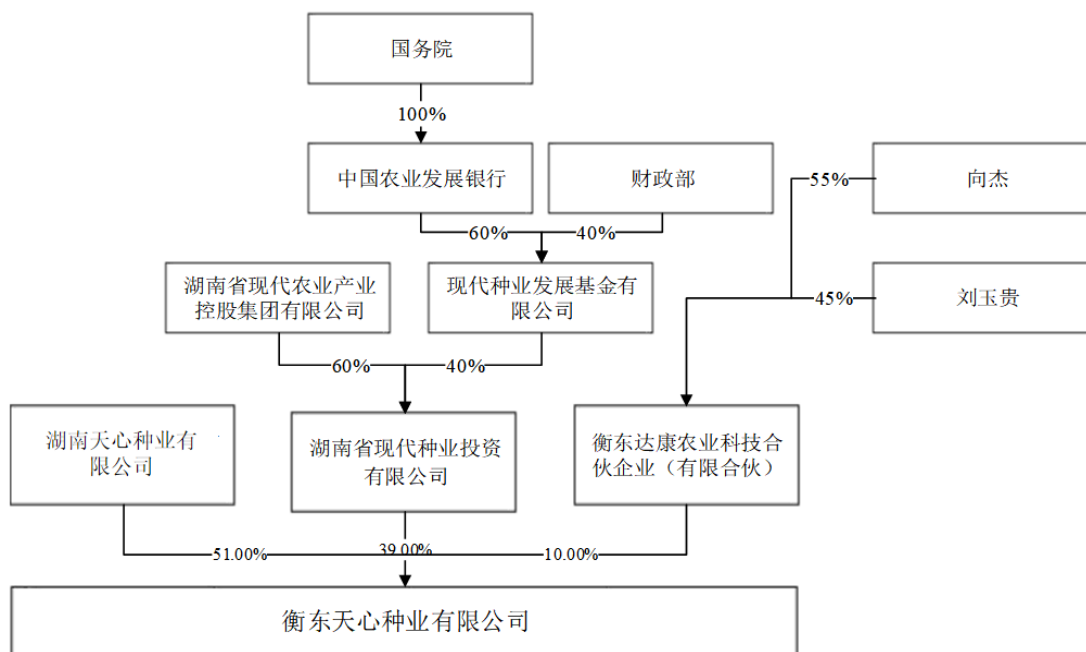 国务院
100%
中国农业发展银行
财政部
55%
向杰
60%
40%
湖南省现代农业产业
控股集团有限公司
现代种业发展基金有
限公司
45%
刘玉贵
60%
40%
湖南天心种业有
限公司
湖南省现代种业投资
有限公司
衡东达康农业科技合
伙企业（有限合伙）
51.00%
39.00%
10.00%
衡东天心种业有限公司